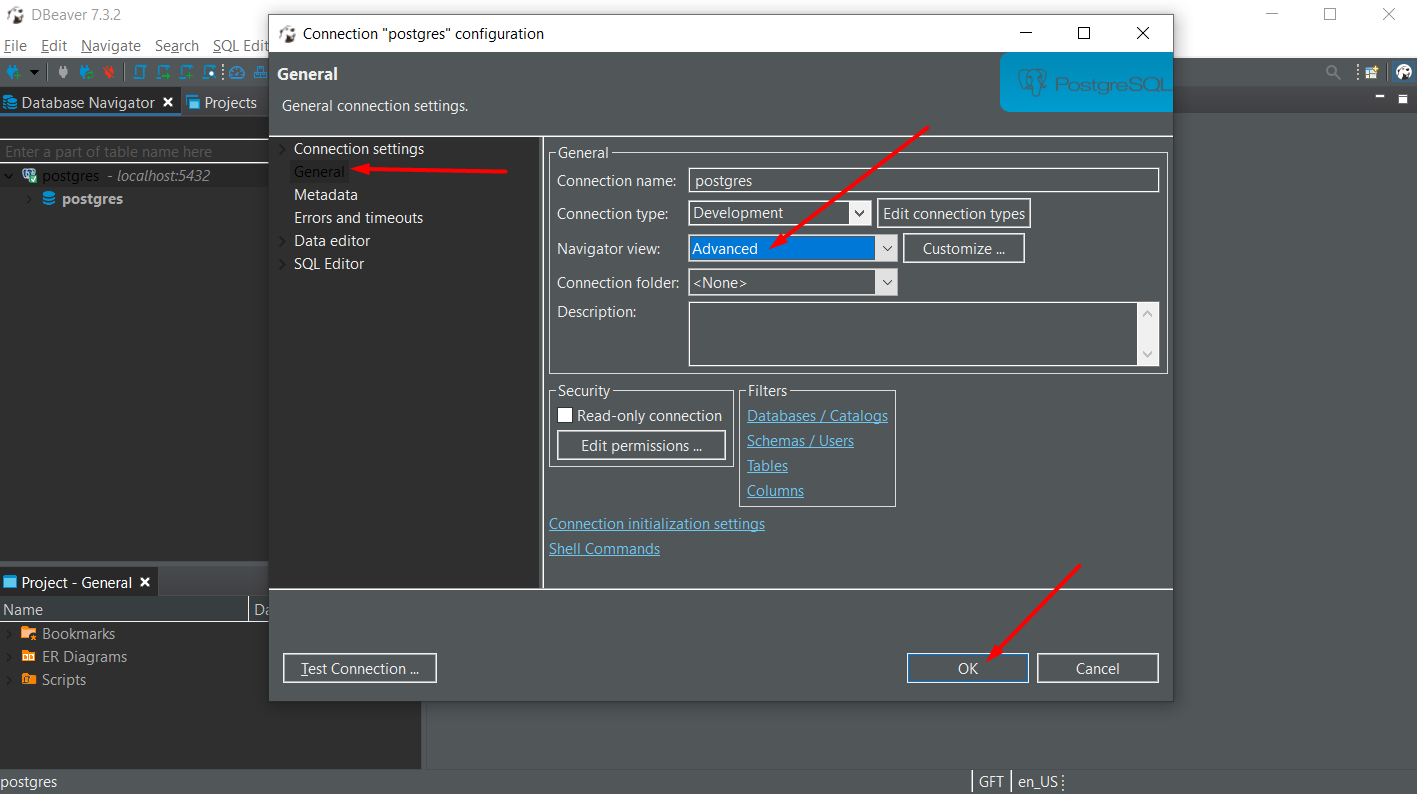 DBeaver 7.3.2
File Edit Navigate Search SQL Edit
Database Navigator
Projects
Enter a part of table name here
postgres - localhost:5432
postgres
Project - General
Name
Da
Bookmarks
ER Diagrams
Scripts
postgres
GFT
en_US
Connection "postgres" configuration
General
General connection settings.
PostgreSQL
Connection settings
General
Metadata
Errors and timeouts
Data editor
SQL Editor
General
Connection name: postgres
Connection type: Development Edit connection types
Navigator view: Advanced Customize ...
Connection folder: <None>
Description:
Security
Read-only connection
Edit permissions ...
Filters
Databases / Catalogs
Schemas / Users
Tables
Columns
Connection initialization settings
Shell Commands
Test Connection ...
OK
Cancel